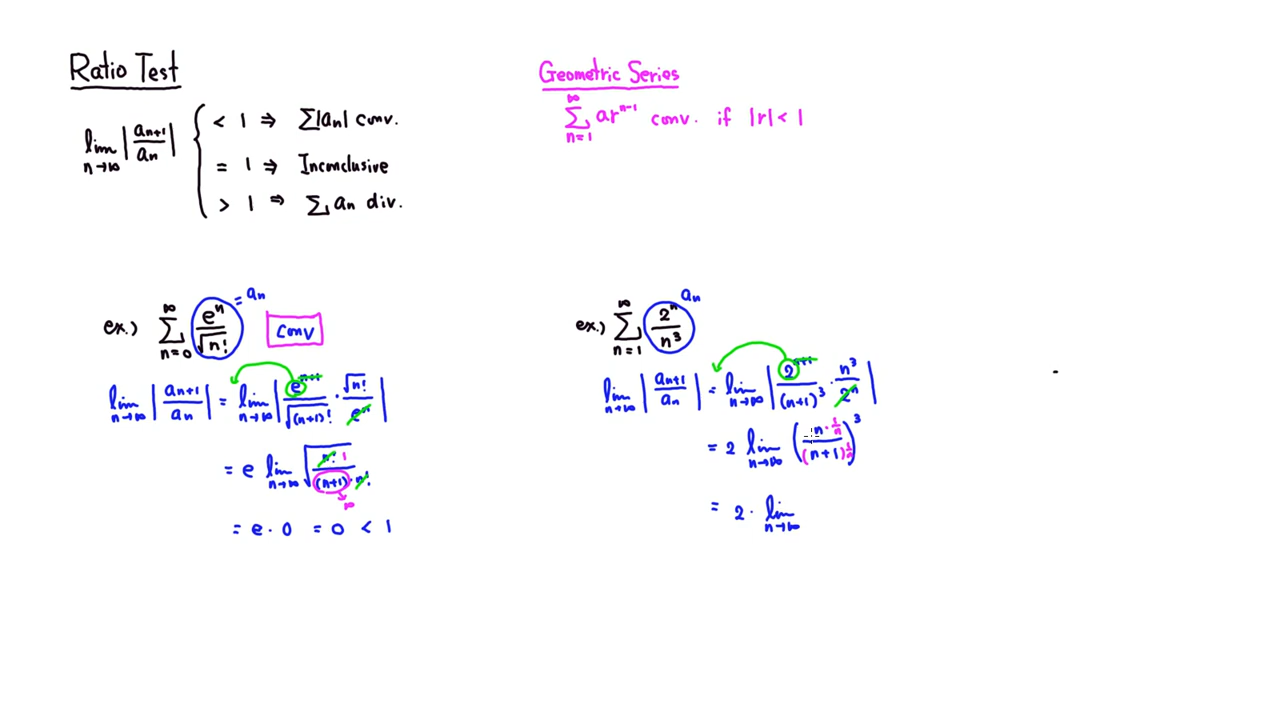 Ratio Test
lim n→∞ |an+1/an| { < 1 ⇒ Σ|an| conv.
= 1 ⇒ Inconclusive
> 1 ⇒ Σ an div.
Geometric Series
∞ Σ n=1 ar^n-1 conv. if |r| < 1
ex.) ∞ Σ n=0 e^n/√n! = an conv
lim n→∞ |an+1/an| = lim n→∞ |e^n+1/√(n+1)! · √n!/e^n|
= e lim n→∞ √(n! 1/(n+1)·n!) → ∞
= e · 0 = 0 < 1
ex.) ∞ Σ n=1 2^n/n^3 an
lim n→∞ |an+1/an| = lim n→∞ |2^n+1/(n+1)^3 · n^3/2^n|
= 2 lim n→∞ (n · 1/n/(n+1) 1/n)^3
= 2 · lim n→∞